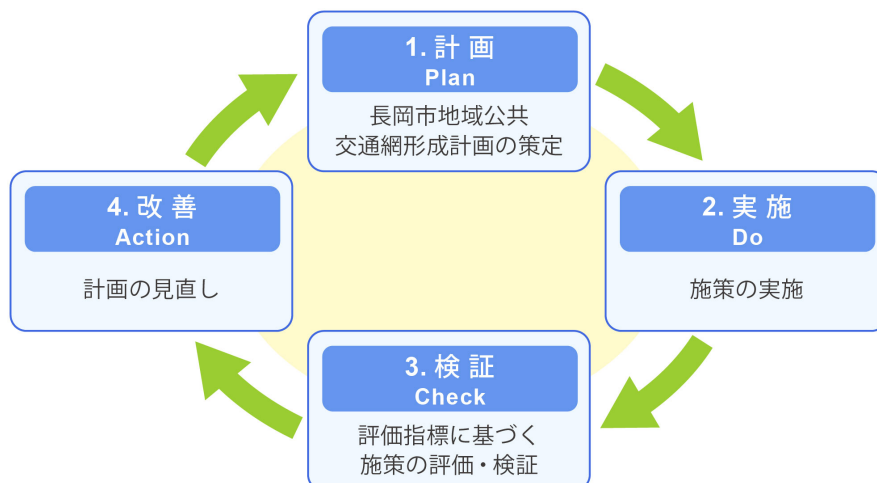 1. 計画
Plan
長岡市地域公共
交通網形成計画の策定
2. 実施
Do
施策の実施
3. 検証
Check
評価指標に基づく
施策の評価・検証
4. 改善
Action
計画の見直し